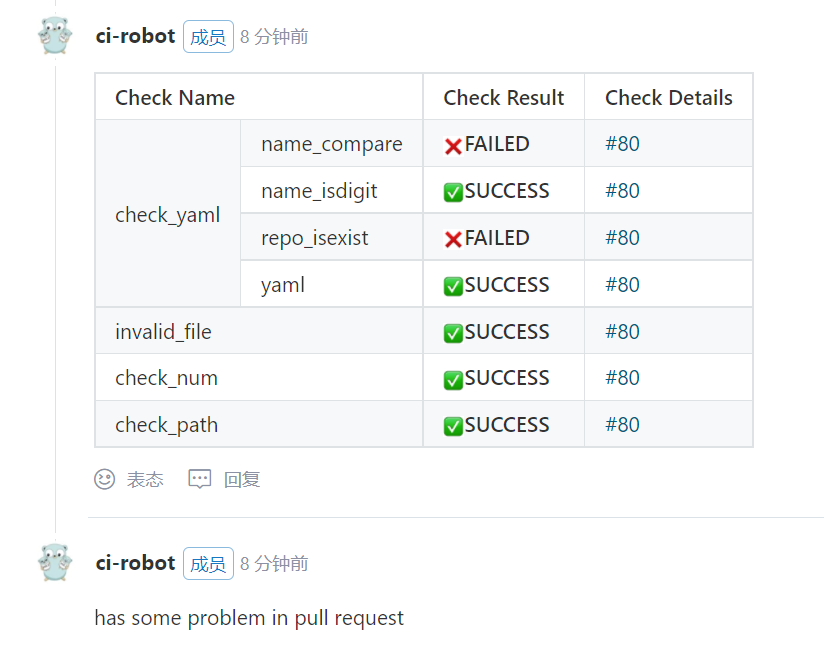 ci-robot 成员 8 分钟前
Check Name Check Result Check Details
check_yaml name_compare ❌FAILED #80
name_isdigit ✅SUCCESS #80
repo_isexist ❌FAILED #80
yaml ✅SUCCESS #80
invalid_file ✅SUCCESS #80
check_num ✅SUCCESS #80
check_path ✅SUCCESS #80
表态 回复
ci-robot 成员 8 分钟前
has some problem in pull request